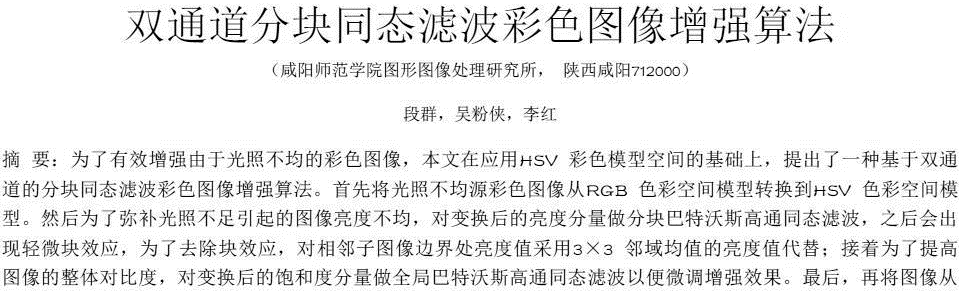 双通道分块同态滤波彩色图像增强算法
（咸阳师范学院图形图像处理研究所， 陕西咸阳712000）
段群，吴粉侠，李红
摘 要：为了有效增强由于光照不均的彩色图像，本文在应用HSV 彩色模型空间的基础上，提出了一种基于双通
道的分块同态滤波彩色图像增强算法。首先将光照不均源彩色图像从RGB 色彩空间模型转换到HSV 色彩空间模
型。然后为了弥补光照不足引起的图像亮度不均，对变换后的亮度分量做分块巴特沃斯高通同态滤波，之后会出
现轻微块效应，为了去除块效应，对相邻子图像边界处亮度值采用3×3 邻域均值的亮度值代替；接着为了提高
图像的整体对比度，对变换后的饱和度分量做全局巴特沃斯高通同态滤波以便微调增强效果。最后，再将图像从